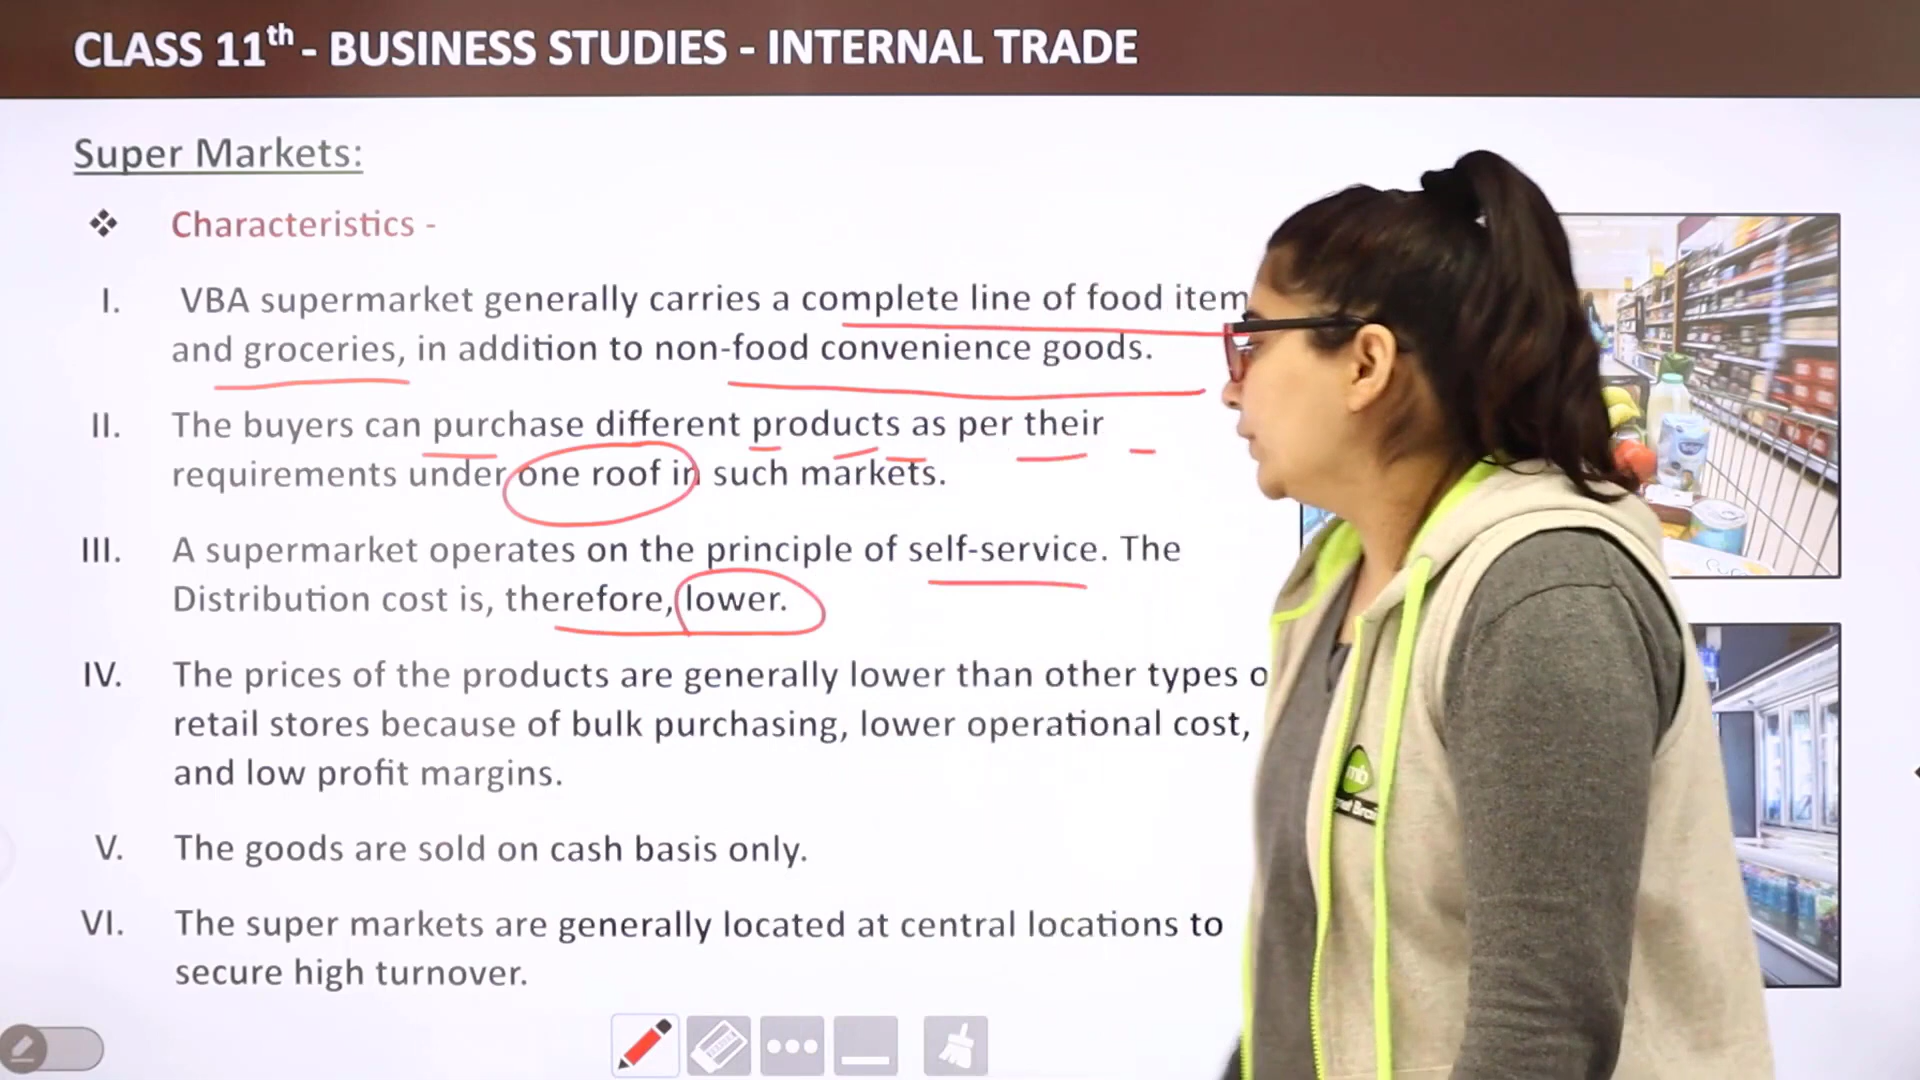 CLASS 11th - BUSINESS STUDIES - INTERNAL TRADE
Super Markets:
❖ Characteristics -
I. VBA supermarket generally carries a complete line of food item
and groceries, in addition to non-food convenience goods.
II. The buyers can purchase different products as per their
requirements under one roof in such markets.
III. A supermarket operates on the principle of self-service. The
Distribution cost is, therefore, lower.
IV. The prices of the products are generally lower than other types o
retail stores because of bulk purchasing, lower operational cost,
and low profit margins.
V. The goods are sold on cash basis only.
VI. The super markets are generally located at central locations to
secure high turnover.
mb